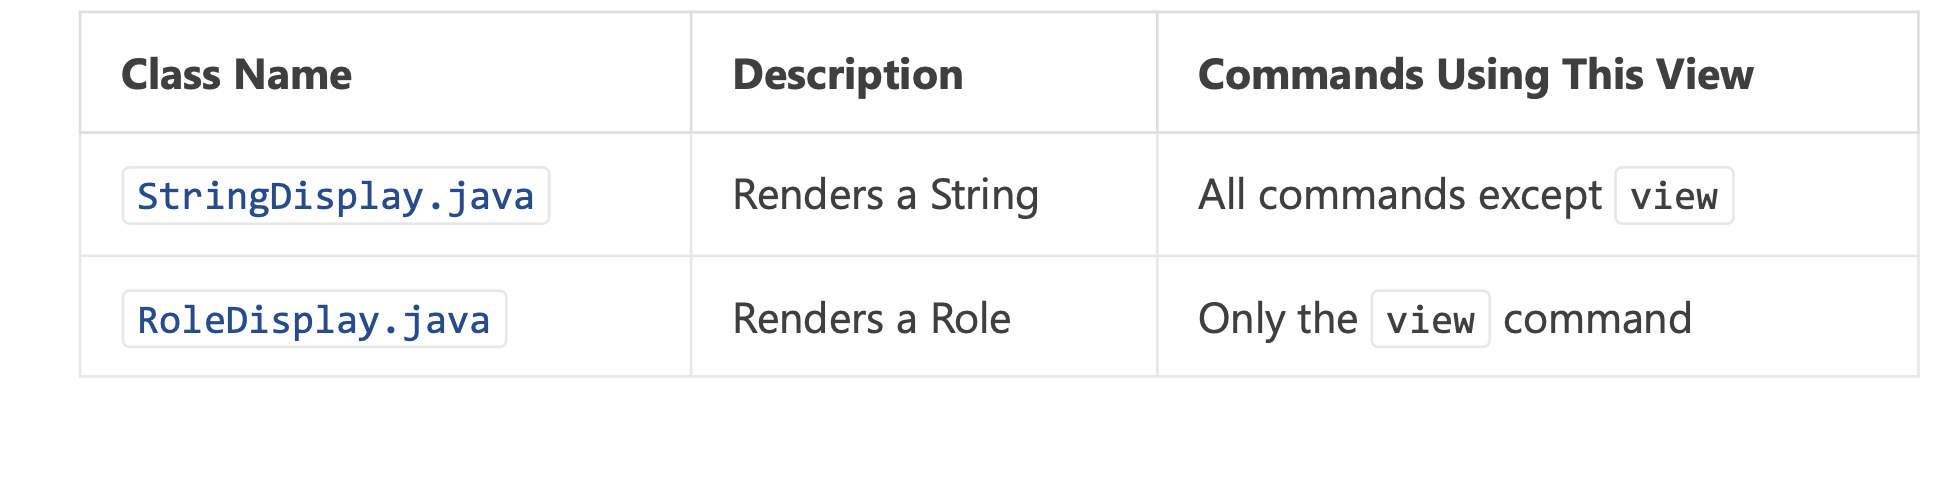 Class Name Description Commands Using This View
StringDisplay.java Renders a String All commands except view
RoleDisplay.java Renders a Role Only the view command